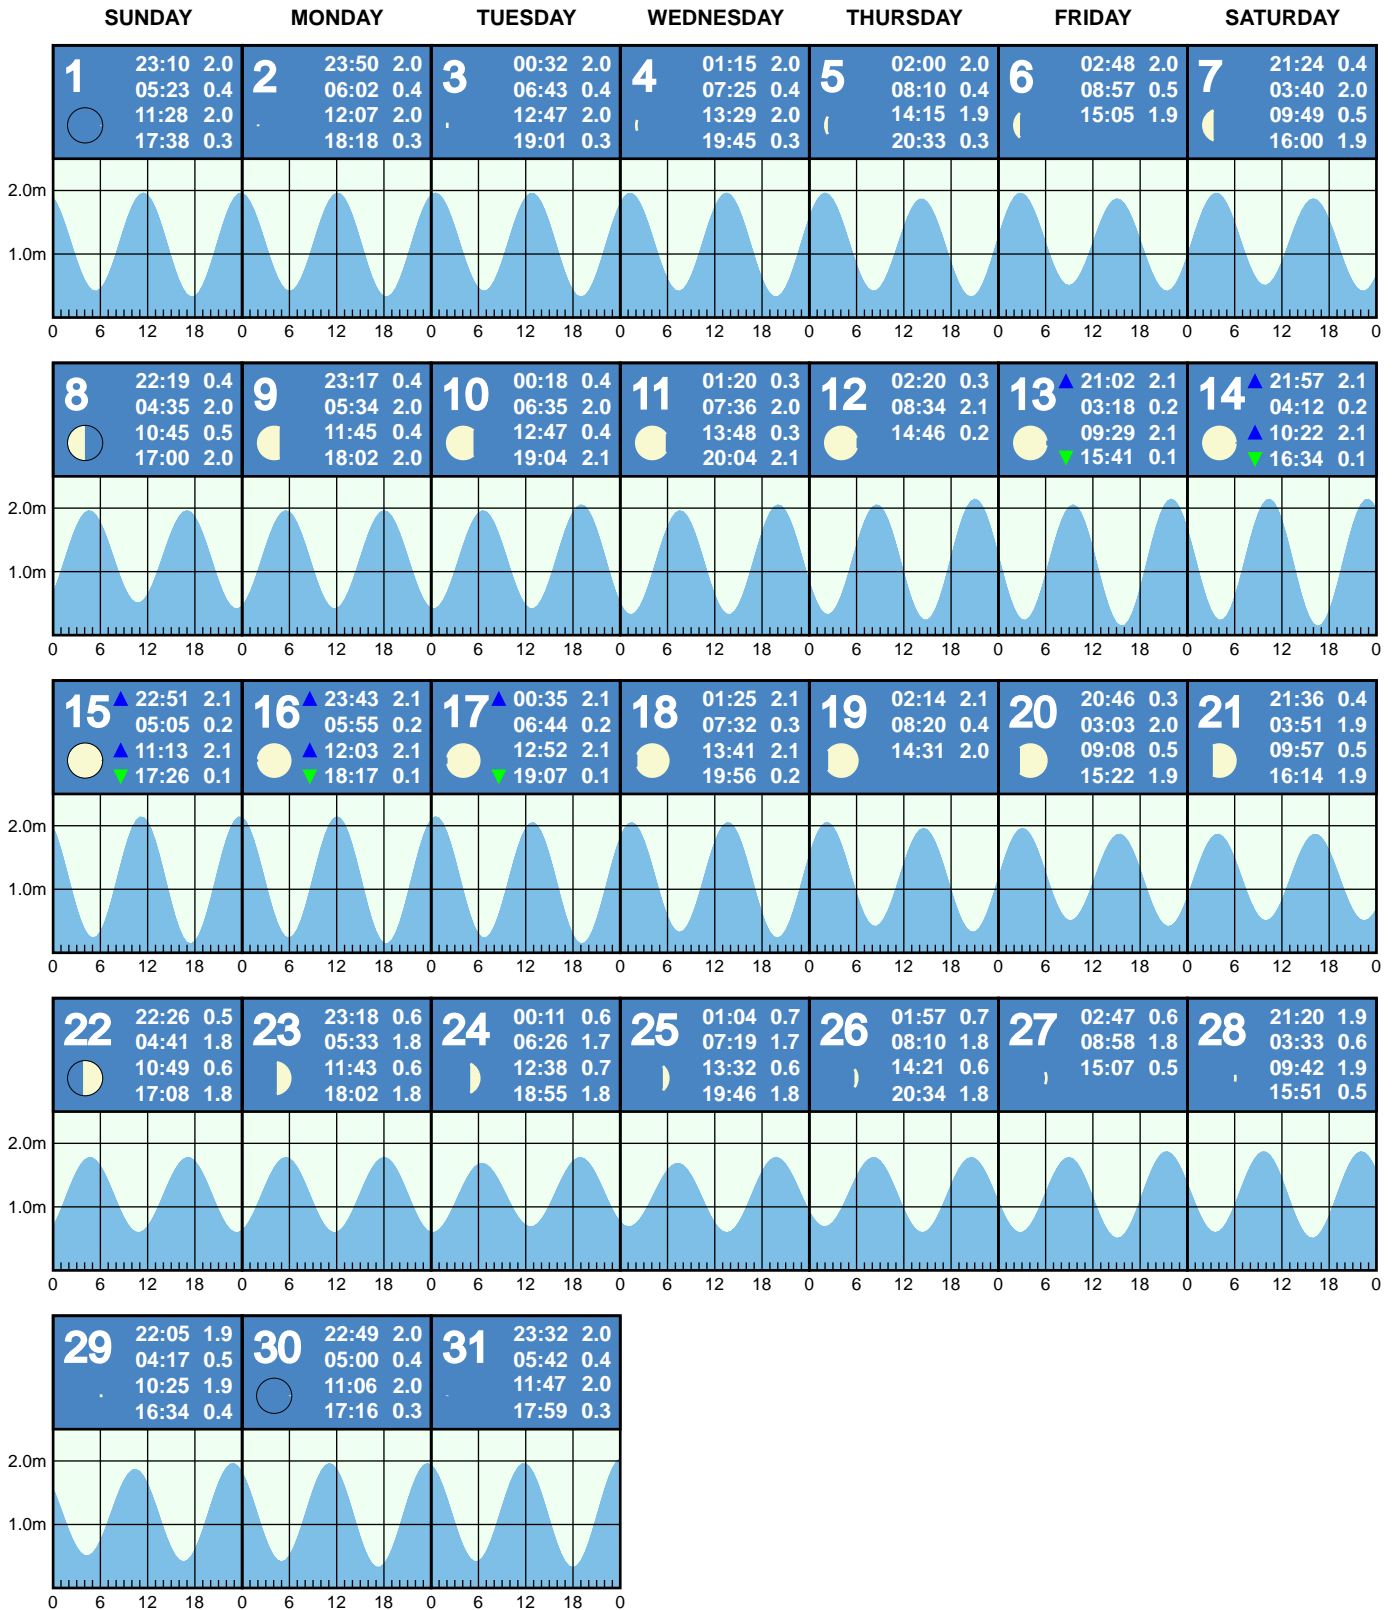 SUNDAY MONDAY TUESDAY WEDNESDAY THURSDAY FRIDAY SATURDAY
1 23:10 2.0 05:23 0.4 11:28 2.0 17:38 0.3
2 23:50 2.0 06:02 0.4 12:07 2.0 18:18 0.3
3 00:32 2.0 06:43 0.4 12:47 2.0 19:01 0.3
4 01:15 2.0 07:25 0.4 13:29 2.0 19:45 0.3
5 02:00 2.0 08:10 0.4 14:15 1.9 20:33 0.3
6 02:48 2.0 08:57 0.5 15:05 1.9
7 21:24 0.4 03:40 2.0 09:49 0.5 16:00 1.9
2.0m
1.0m
0 6 12 18 0 6 12 18 0 6 12 18 0 6 12 18 0 6 12 18 0 6 12 18 0 6 12 18 0
8 22:19 0.4 04:35 2.0 10:45 0.5 17:00 2.0
9 23:17 0.4 05:34 2.0 11:45 0.4 18:02 2.0
10 00:18 0.4 06:35 2.0 12:47 0.4 19:04 2.1
11 01:20 0.3 07:36 2.0 13:48 0.3 20:04 2.1
12 02:20 0.3 08:34 2.1 14:46 0.2
13 21:02 2.1 03:18 0.2 09:29 2.1 15:41 0.1
14 21:57 2.1 04:12 0.2 10:22 2.1 16:34 0.1
2.0m
1.0m
0 6 12 18 0 6 12 18 0 6 12 18 0 6 12 18 0 6 12 18 0 6 12 18 0 6 12 18 0
15 22:51 2.1 05:05 0.2 11:13 2.1 17:26 0.1
16 23:43 2.1 05:55 0.2 12:03 2.1 18:17 0.1
17 00:35 2.1 06:44 0.2 12:52 2.1 19:07 0.1
18 01:25 2.1 07:32 0.3 13:41 2.1 19:56 0.2
19 02:14 2.1 08:20 0.4 14:31 2.0
20 20:46 0.3 03:03 2.0 09:08 0.5 15:22 1.9
21 21:36 0.4 03:51 1.9 09:57 0.5 16:14 1.9
2.0m
1.0m
0 6 12 18 0 6 12 18 0 6 12 18 0 6 12 18 0 6 12 18 0 6 12 18 0 6 12 18 0
22 22:26 0.5 04:41 1.8 10:49 0.6 17:08 1.8
23 23:18 0.6 05:33 1.8 11:43 0.6 18:02 1.8
24 00:11 0.6 06:26 1.7 12:38 0.7 18:55 1.8
25 01:04 0.7 07:19 1.7 13:32 0.6 19:46 1.8
26 01:57 0.7 08:10 1.8 14:21 0.6 20:34 1.8
27 02:47 0.6 08:58 1.8 15:07 0.5
28 21:20 1.9 03:33 0.6 09:42 1.9 15:51 0.5
2.0m
1.0m
0 6 12 18 0 6 12 18 0 6 12 18 0 6 12 18 0 6 12 18 0 6 12 18 0 6 12 18 0
29 22:05 1.9 04:17 0.5 10:25 1.9 16:34 0.4
30 22:49 2.0 05:00 0.4 11:06 2.0 17:16 0.3
31 23:32 2.0 05:42 0.4 11:47 2.0 17:59 0.3
2.0m
1.0m
0 6 12 18 0 6 12 18 0 6 12 18 0